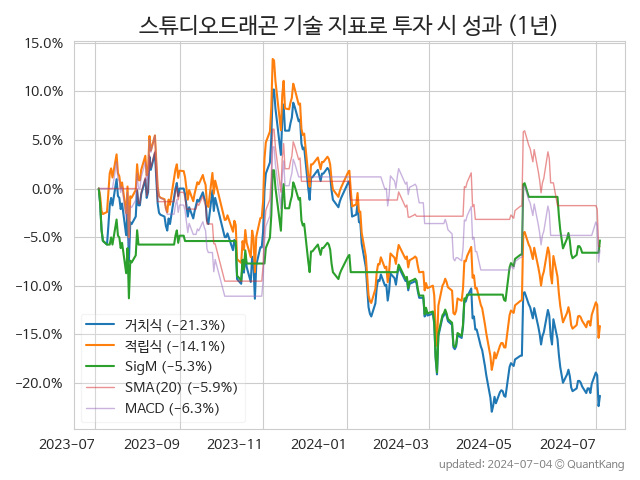 스튜디오드래곤 기술 지표로 투자 시 성과 (1년)
15.0%
10.0%
5.0%
0.0%
−5.0%
−10.0%
−15.0%
−20.0%
거치식 (−21.3%)
적립식 (−14.1%)
SigM (−5.3%)
SMA(20) (−5.9%)
MACD (−6.3%)
2023-07 2023-09 2023-11 2024-01 2024-03 2024-05 2024-07
updated: 2024-07-04 © QuantKang